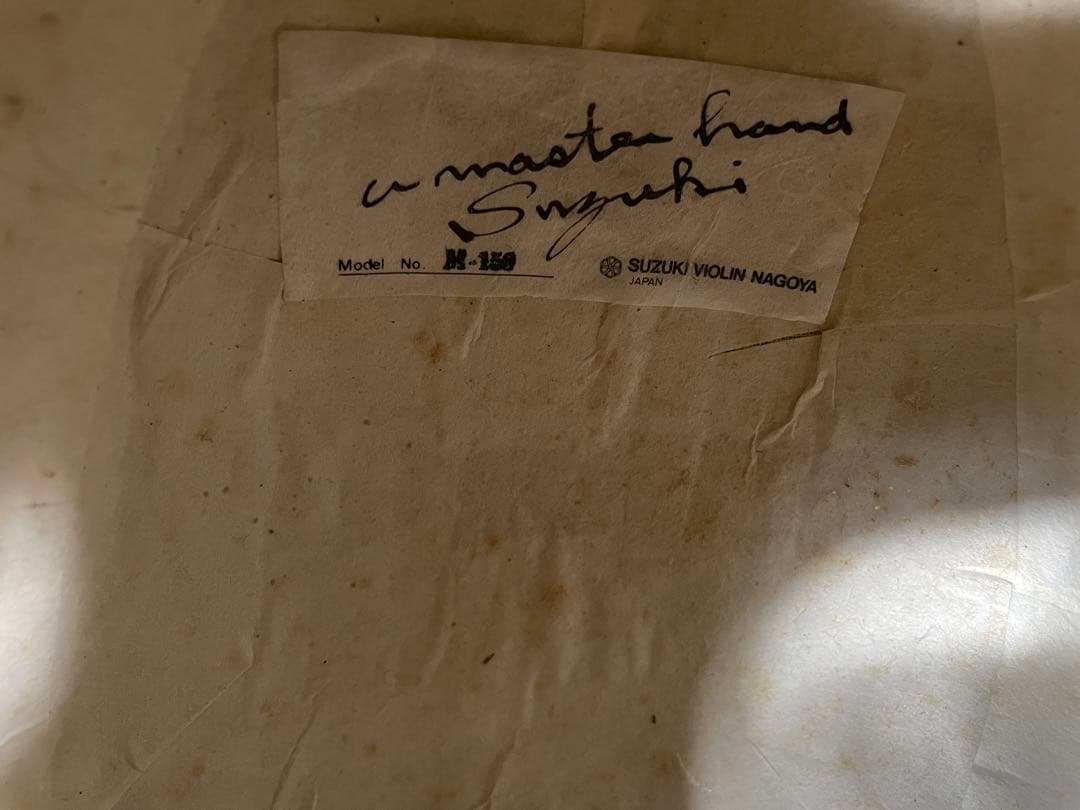 a master hand
Suzuki
Model No. M-150
SUZUKI VIOLIN NAGOYA
JAPAN